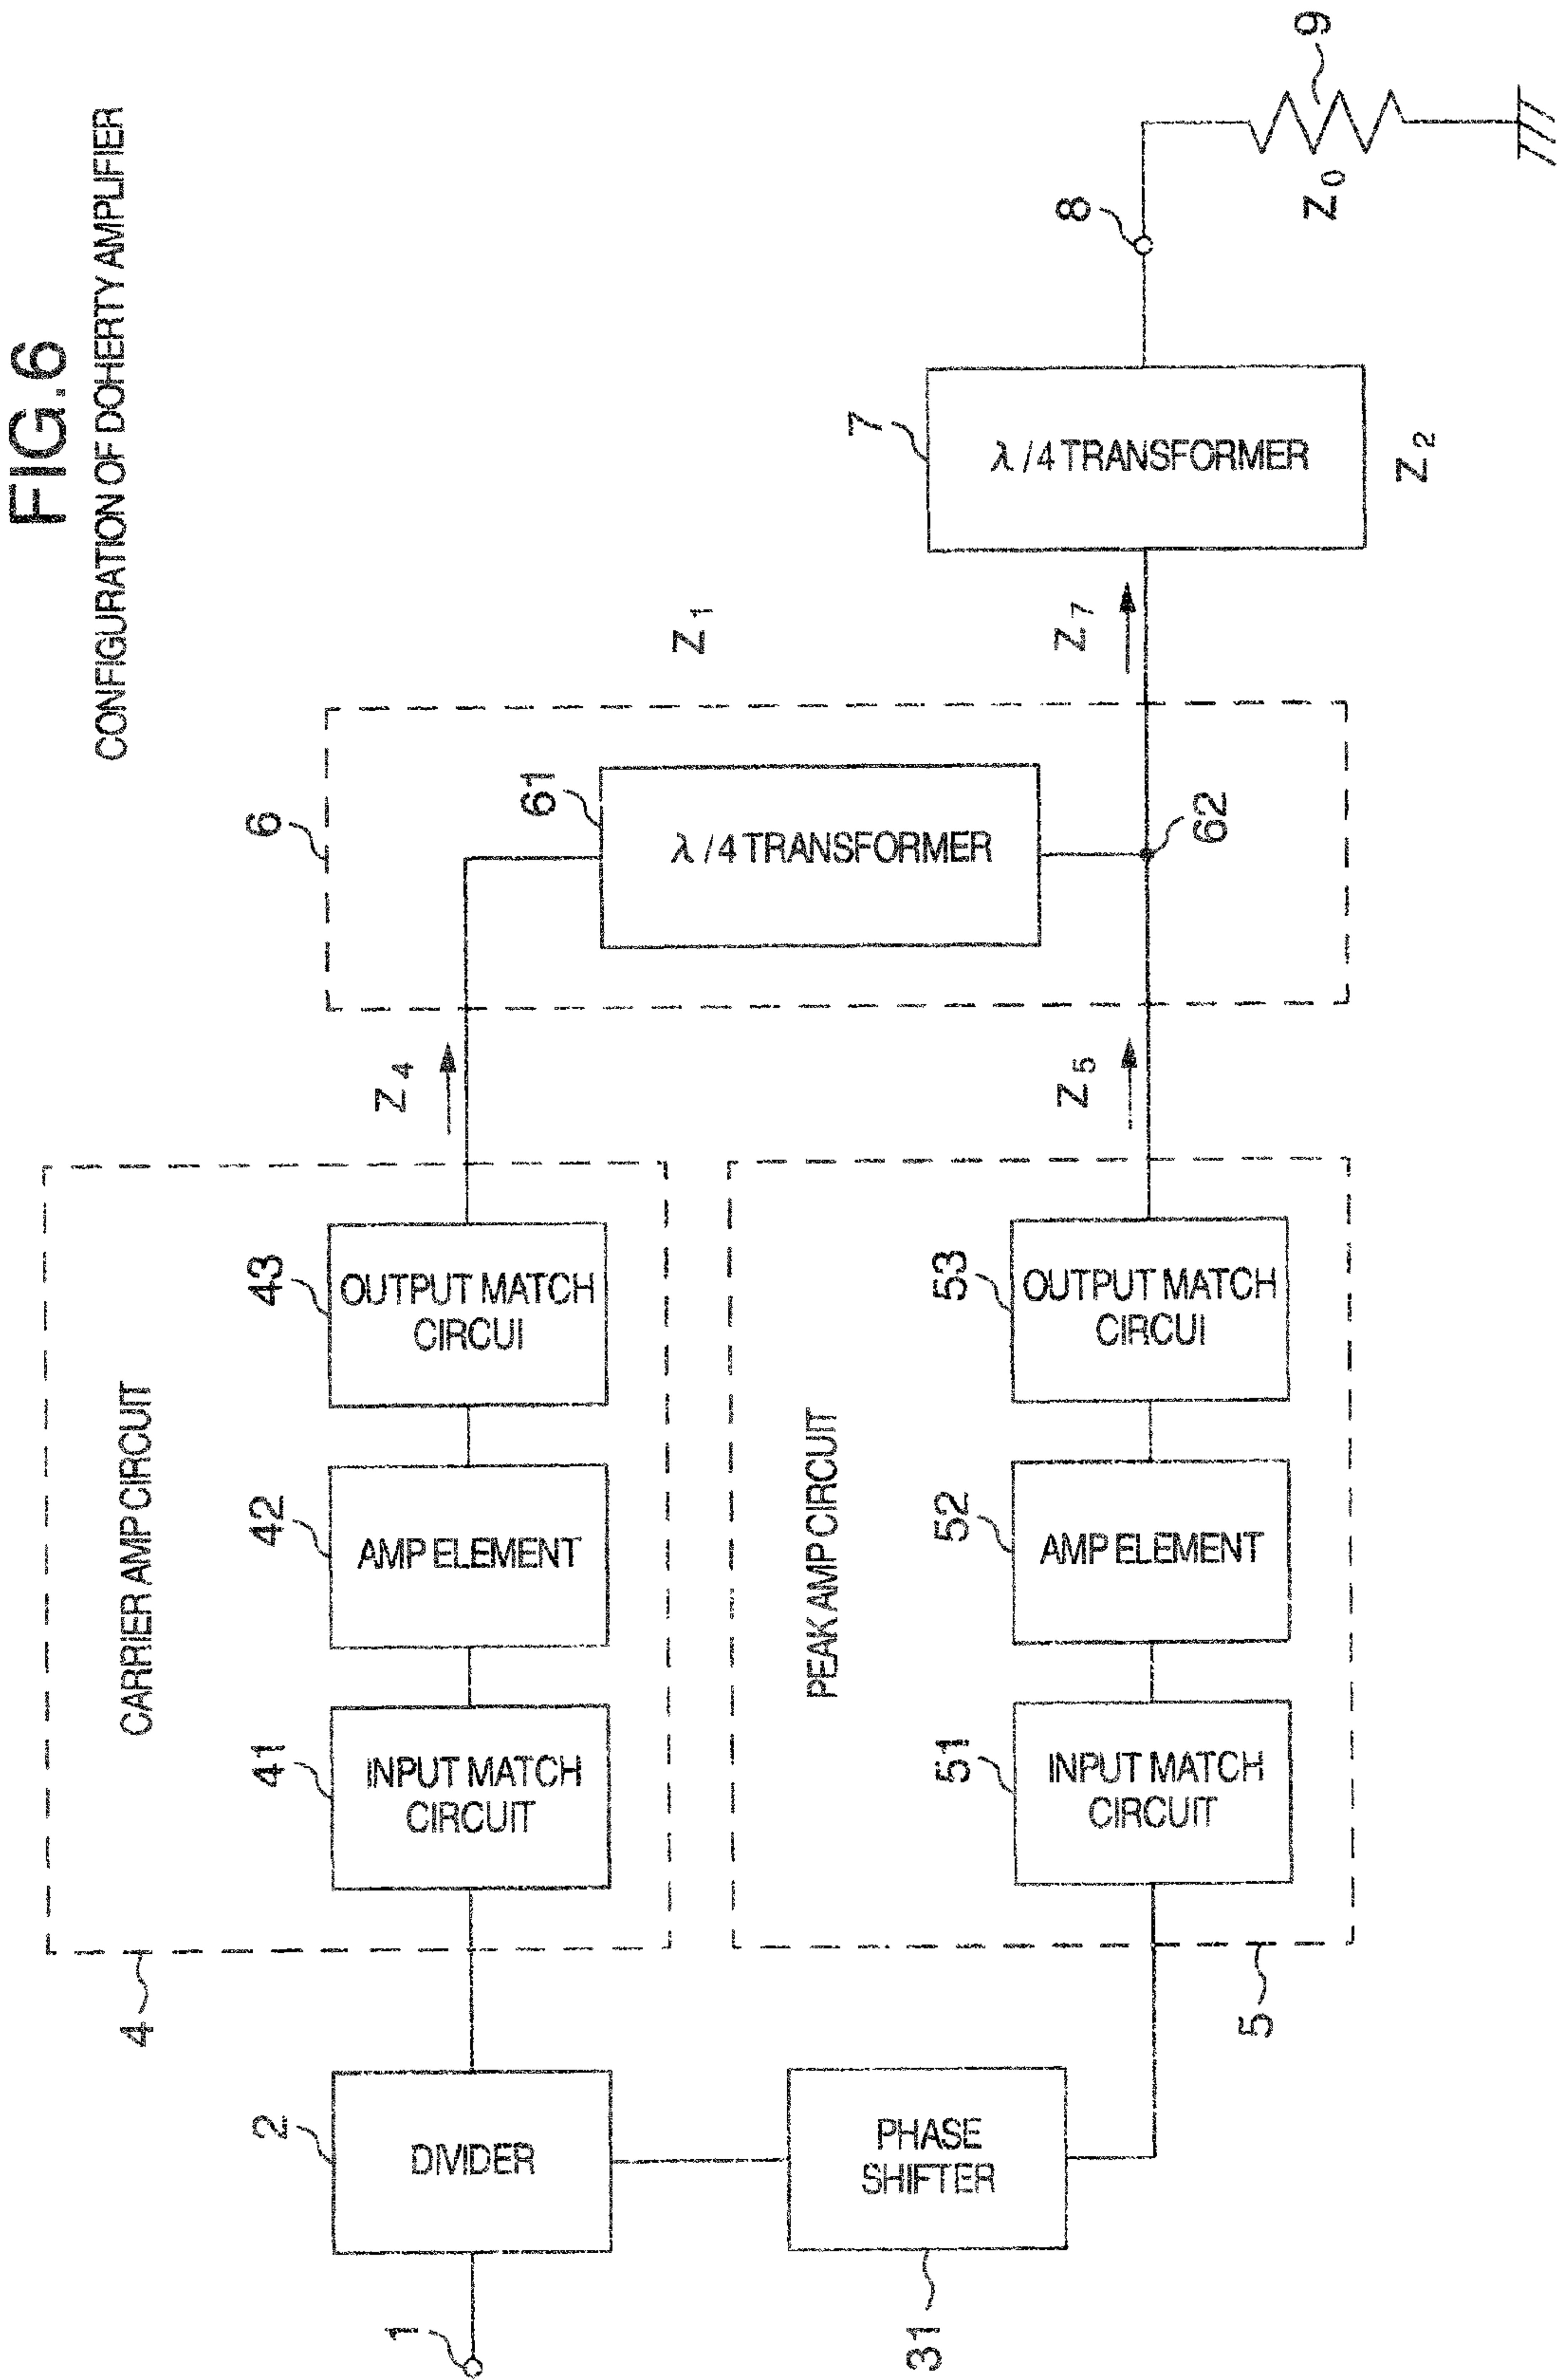 FIG.6
CONFIGURATION OF DOHERTY AMPLIFIER
1
2
DIVIDER
31
PHASE
SHIFTER
4
CARRIER AMP CIRCUIT
41
INPUT MATCH
CIRCUIT
42
AMP ELEMENT
43
OUTPUT MATCH
CIRCUI
5
PEAK AMP CIRCUIT
51
INPUT MATCH
CIRCUIT
52
AMP ELEMENT
53
OUTPUT MATCH
CIRCUI
Z4
Z5
6
61
λ/4 TRANSFORMER
62
Z1
Z7
7
λ/4 TRANSFORMER
Z2
8
9
Z0